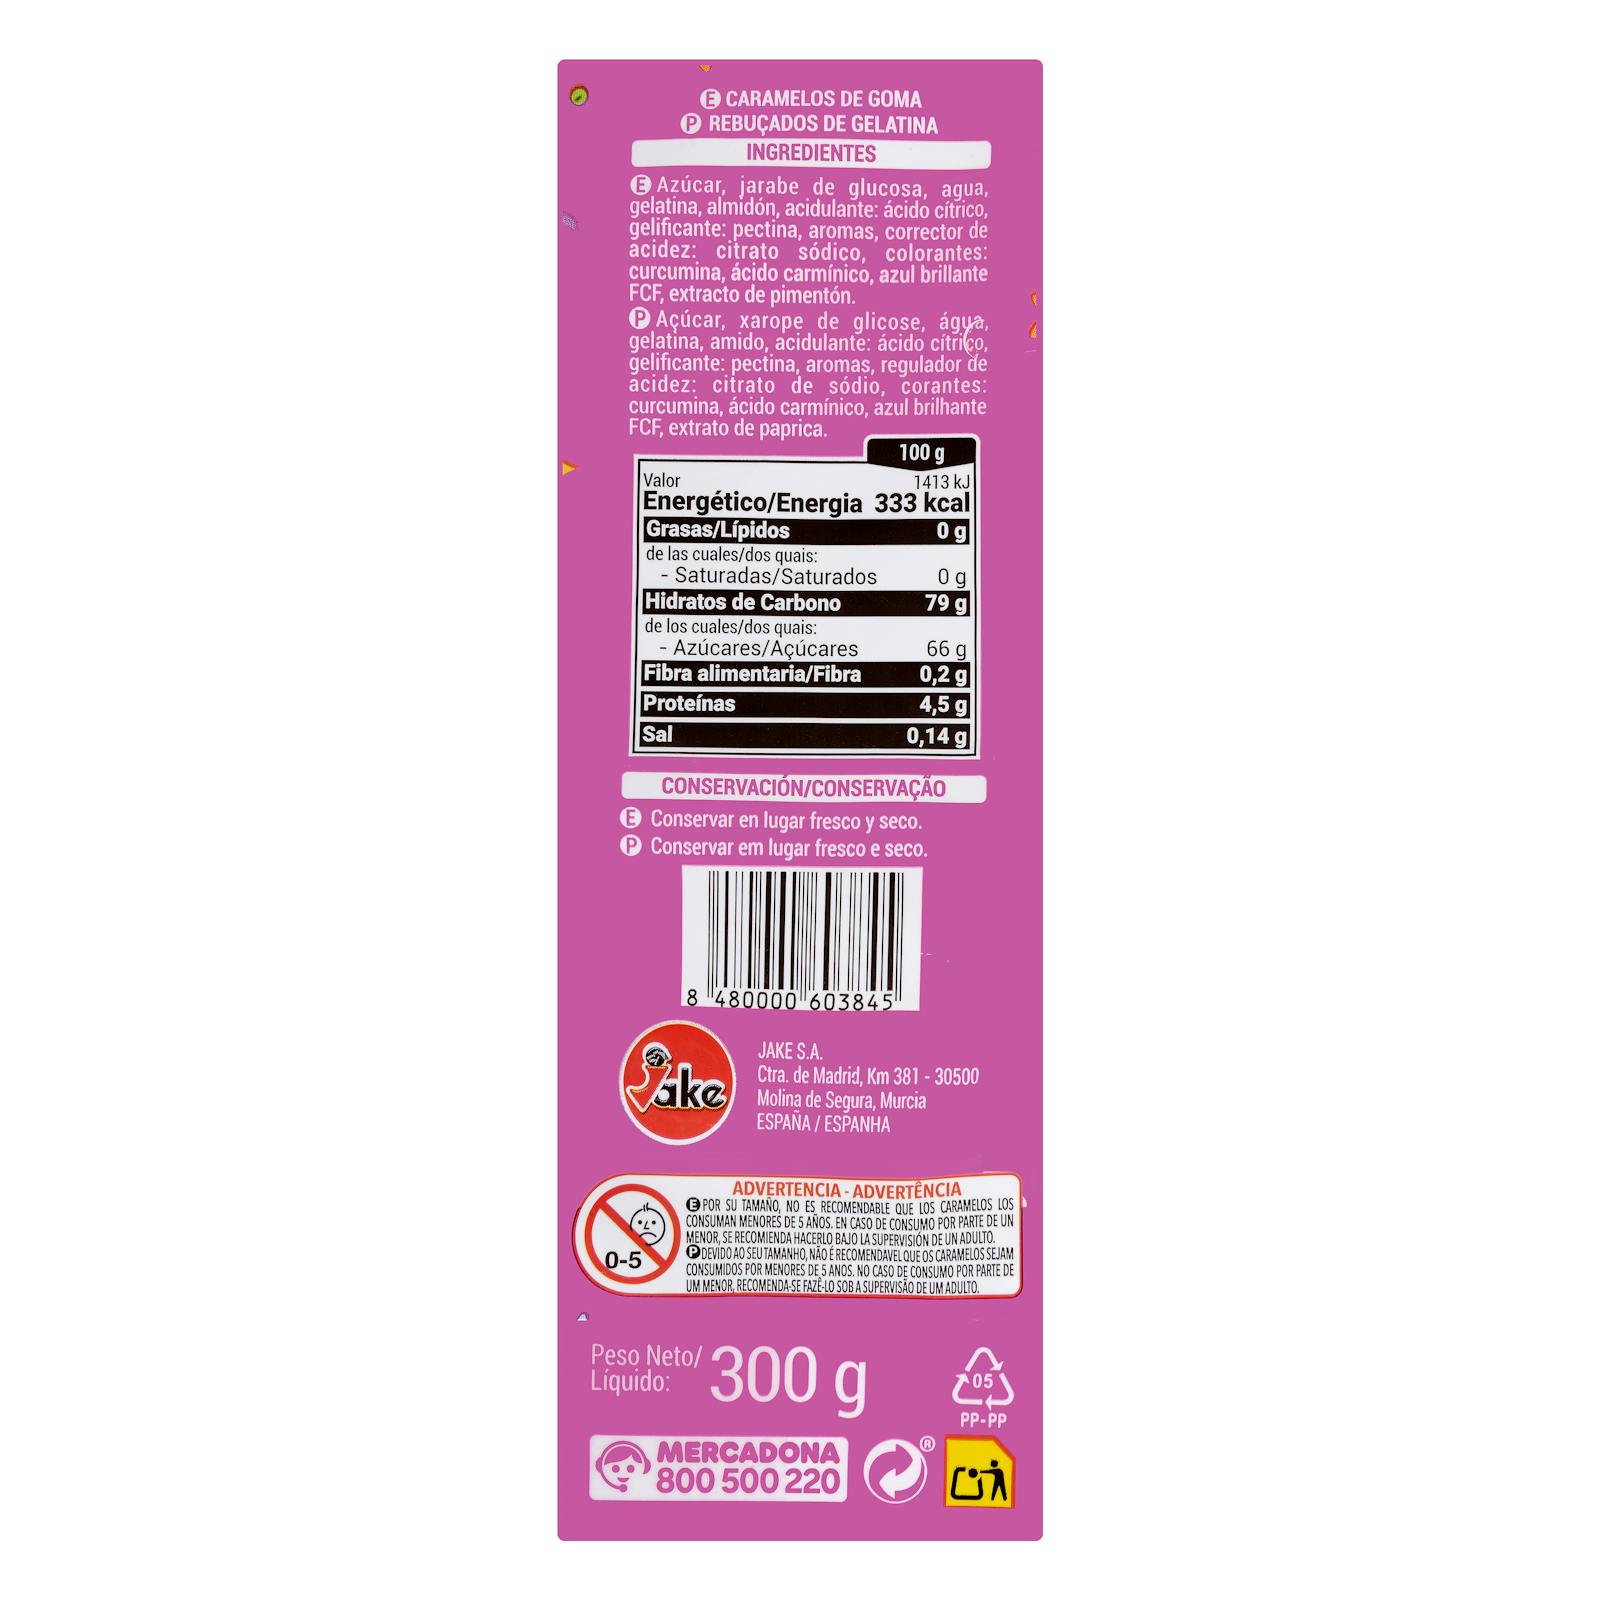 E CARAMELOS DE GOMA
P REBUÇADOS DE GELATINA
INGREDIENTES
E Azúcar, jarabe de glucosa, agua,
gelatina, almidón, acidulante: ácido cítrico,
gelificante: pectina, aromas, corrector de
acidez: citrato sódico, colorantes:
curcumina, ácido carmínico, azul brillante
FCF, extracto de pimentón.
P Açúcar, xarope de glicose, água,
gelatina, amido, acidulante: ácido cítrico,
gelificante: pectina, aromas, regulador de
acidez: citrato de sódio, corantes:
curcumina, ácido carmínico, azul brilhante
FCF, extrato de paprica.
100 g
Valor 1413 kJ
Energético/Energia 333 kcal
Grasas/Lípidos 0 g
de las cuales/dos quais:
- Saturadas/Saturados 0 g
Hidratos de Carbono 79 g
de los cuales/dos quais:
- Azúcares/Açúcares 66 g
Fibra alimentaria/Fibra 0,2 g
Proteínas 4,5 g
Sal 0,14 g
CONSERVACIÓN/CONSERVAÇÃO
E Conservar en lugar fresco y seco.
P Conservar em lugar fresco e seco.
8 480000 603845
Jake
JAKE S.A.
Ctra. de Madrid, Km 381 - 30500
Molina de Segura, Murcia
ESPAÑA / ESPANHA
ADVERTENCIA - ADVERTÊNCIA
E POR SU TAMAÑO, NO ES RECOMENDABLE QUE LOS CARAMELOS LOS
CONSUMAN MENORES DE 5 AÑOS. EN CASO DE CONSUMO POR PARTE DE UN
MENOR, SE RECOMIENDA HACERLO BAJO LA SUPERVISIÓN DE UN ADULTO.
P DEVIDO AO SEU TAMANHO, NÃO É RECOMENDAVEL QUE OS CARAMELOS SEJAM
CONSUMIDOS POR MENORES DE 5 ANOS. NO CASO DE CONSUMO POR PARTE DE
UM MENOR, RECOMENDA-SE FAZÊ-LO SOB A SUPERVISÃO DE UM ADULTO.
0-5
Peso Neto/
Líquido: 300 g
05
PP-PP
MERCADONA
800 500 220
®